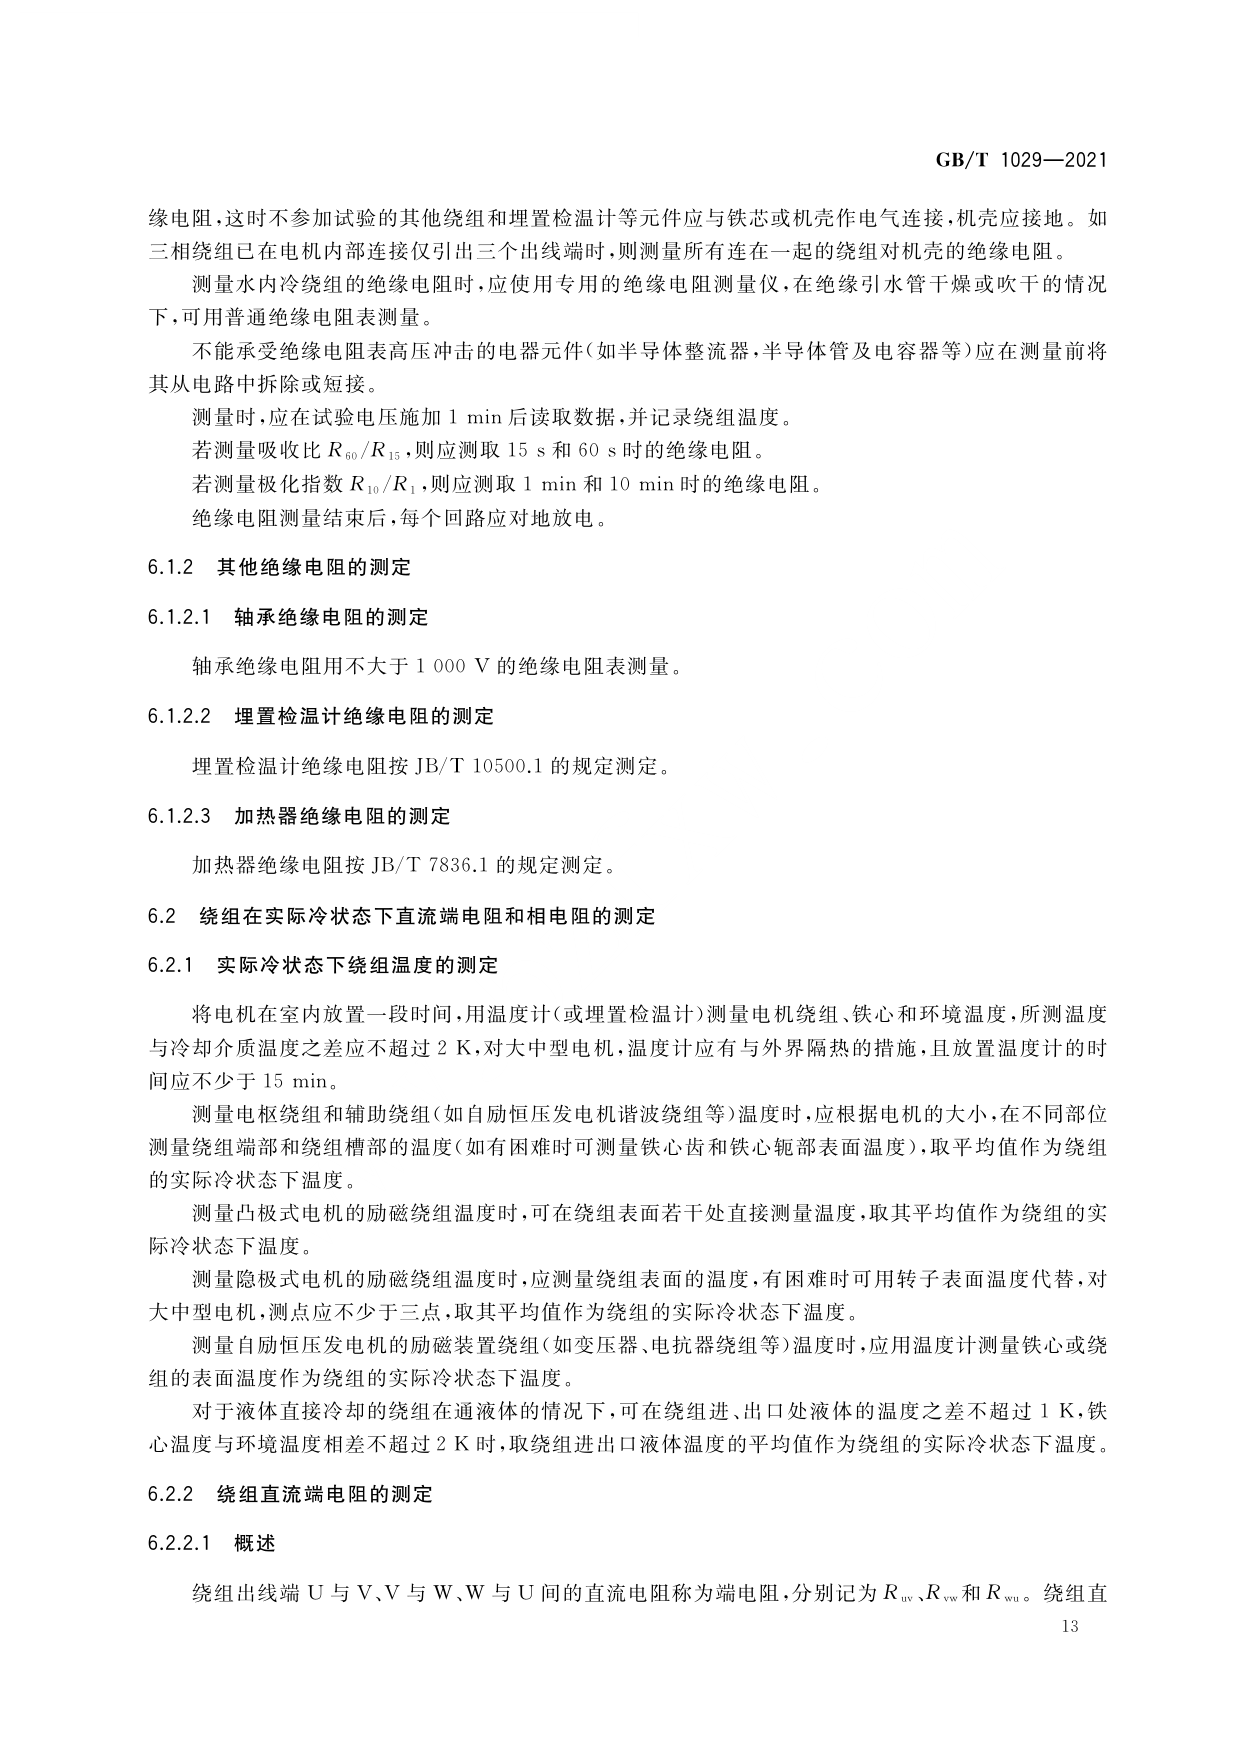 GB/T 1029—2021
缘电阻,这时不参加试验的其他绕组和埋置检温计等元件应与铁芯或机壳作电气连接,机壳应接地。如
三相绕组已在电机内部连接仅引出三个出线端时,则测量所有连在一起的绕组对机壳的绝缘电阻。
测量水内冷绕组的绝缘电阻时,应使用专用的绝缘电阻测量仪,在绝缘引水管干燥或吹干的情况
下,可用普通绝缘电阻表测量。
不能承受绝缘电阻表高压冲击的电器元件(如半导体整流器,半导体管及电容器等)应在测量前将
其从电路中拆除或短接。
测量时,应在试验电压施加 1 min 后读取数据,并记录绕组温度。
若测量吸收比 R60/R15,则应测取 15 s 和 60 s 时的绝缘电阻。
若测量极化指数 R10/R1,则应测取 1 min 和 10 min 时的绝缘电阻。
绝缘电阻测量结束后,每个回路应对地放电。
6.1.2 其他绝缘电阻的测定
6.1.2.1 轴承绝缘电阻的测定
轴承绝缘电阻用不大于 1 000 V 的绝缘电阻表测量。
6.1.2.2 埋置检温计绝缘电阻的测定
埋置检温计绝缘电阻按 JB/T 10500.1 的规定测定。
6.1.2.3 加热器绝缘电阻的测定
加热器绝缘电阻按 JB/T 7836.1 的规定测定。
6.2 绕组在实际冷状态下直流端电阻和相电阻的测定
6.2.1 实际冷状态下绕组温度的测定
将电机在室内放置一段时间,用温度计(或埋置检温计)测量电机绕组、铁心和环境温度,所测温度
与冷却介质温度之差应不超过 2 K,对大中型电机,温度计应有与外界隔热的措施,且放置温度计的时
间应不少于 15 min。
测量电枢绕组和辅助绕组(如自励恒压发电机谐波绕组等)温度时,应根据电机的大小,在不同部位
测量绕组端部和绕组槽部的温度(如有困难时可测量铁心齿和铁心轭部表面温度),取平均值作为绕组
的实际冷状态下温度。
测量凸极式电机的励磁绕组温度时,可在绕组表面若干处直接测量温度,取其平均值作为绕组的实
际冷状态下温度。
测量隐极式电机的励磁绕组温度时,应测量绕组表面的温度,有困难时可用转子表面温度代替,对
大中型电机,测点应不少于三点,取其平均值作为绕组的实际冷状态下温度。
测量自励恒压发电机的励磁装置绕组(如变压器、电抗器绕组等)温度时,应用温度计测量铁心或绕
组的表面温度作为绕组的实际冷状态下温度。
对于液体直接冷却的绕组在通液体的情况下,可在绕组进、出口处液体的温度之差不超过 1 K,铁
心温度与环境温度相差不超过 2 K 时,取绕组进出口液体温度的平均值作为绕组的实际冷状态下温度。
6.2.2 绕组直流端电阻的测定
6.2.2.1 概述
绕组出线端 U 与 V、V 与 W、W 与 U 间的直流电阻称为端电阻,分别记为 Ruv、Rvw和 Rwu。绕组直
13